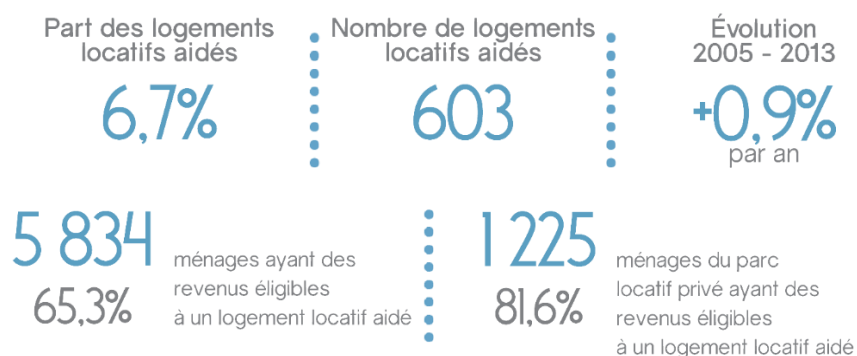 Part des logements
locatifs aidés
6,7%
Nombre de logements
locatifs aidés
603
Évolution
2005 - 2013
+0,9%
par an
5 834
65,3%
ménages ayant des
revenus éligibles
à un logement locatif aidé
1 225
81,6%
ménages du parc
locatif privé ayant des
revenus éligibles
à un logement locatif aidé